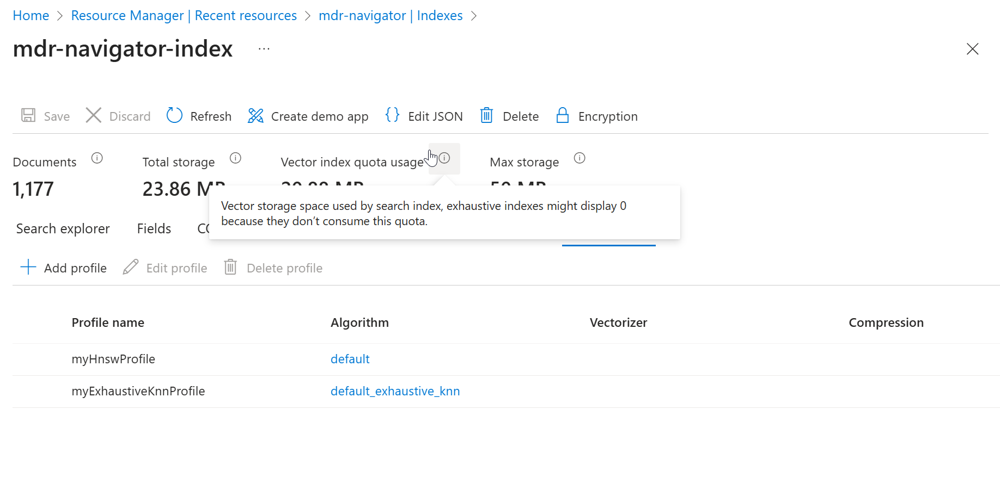 Home > Resource Manager | Recent resources > mdr-navigator | Indexes >
mdr-navigator-index ...
Save Discard Refresh Create demo app {} Edit JSON Delete Encryption
Documents Total storage Vector index quota usage Max storage
1,177 23.86 MB 50 MB
Vector storage space used by search index, exhaustive indexes might display 0
because they don’t consume this quota.
Search explorer Fields
Add profile Edit profile Delete profile
Profile name Algorithm Vectorizer Compression
myHnswProfile default
myExhaustiveKnnProfile default_exhaustive_knn